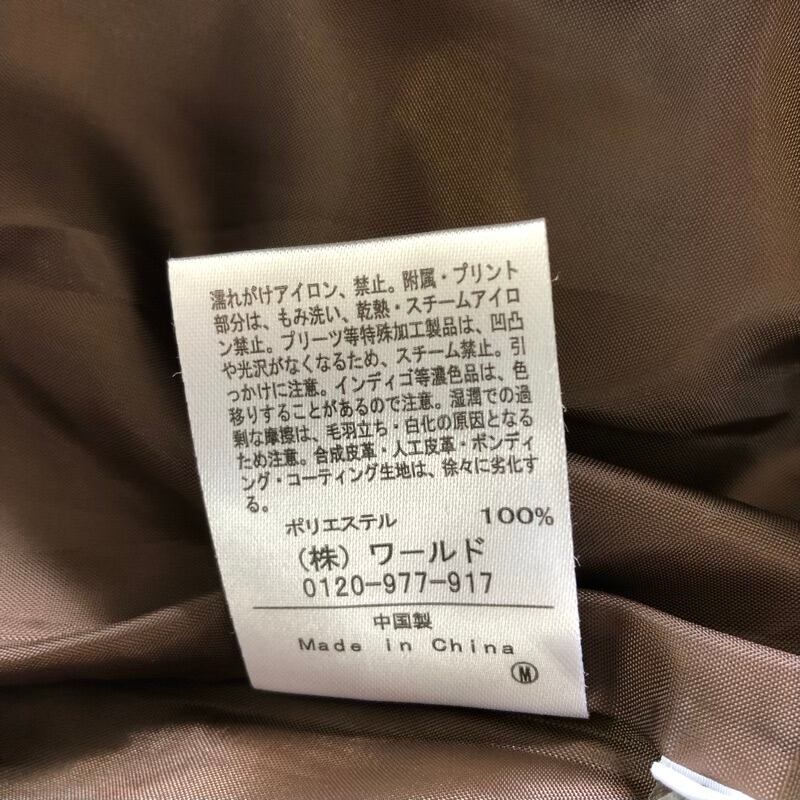 濡れがけアイロン、禁止。附属・プリント
部分は、もみ洗い、乾熱・スチームアイロ
ン禁止。プリーツ等特殊加工製品は、凹凸
や光沢がなくなるため、スチーム禁止。引
っかけに注意。インディゴ等濃色品は、色
移りすることがあるので注意。湿潤での過
剰な摩擦は、毛羽立ち・白化の原因となる
ため注意。合成皮革・人工皮革・ボンディ
ング・コーティング生地は、徐々に劣化す
る。
ポリエステル 100%
（株）ワールド
0120-977-917
中国製
Made in China
M